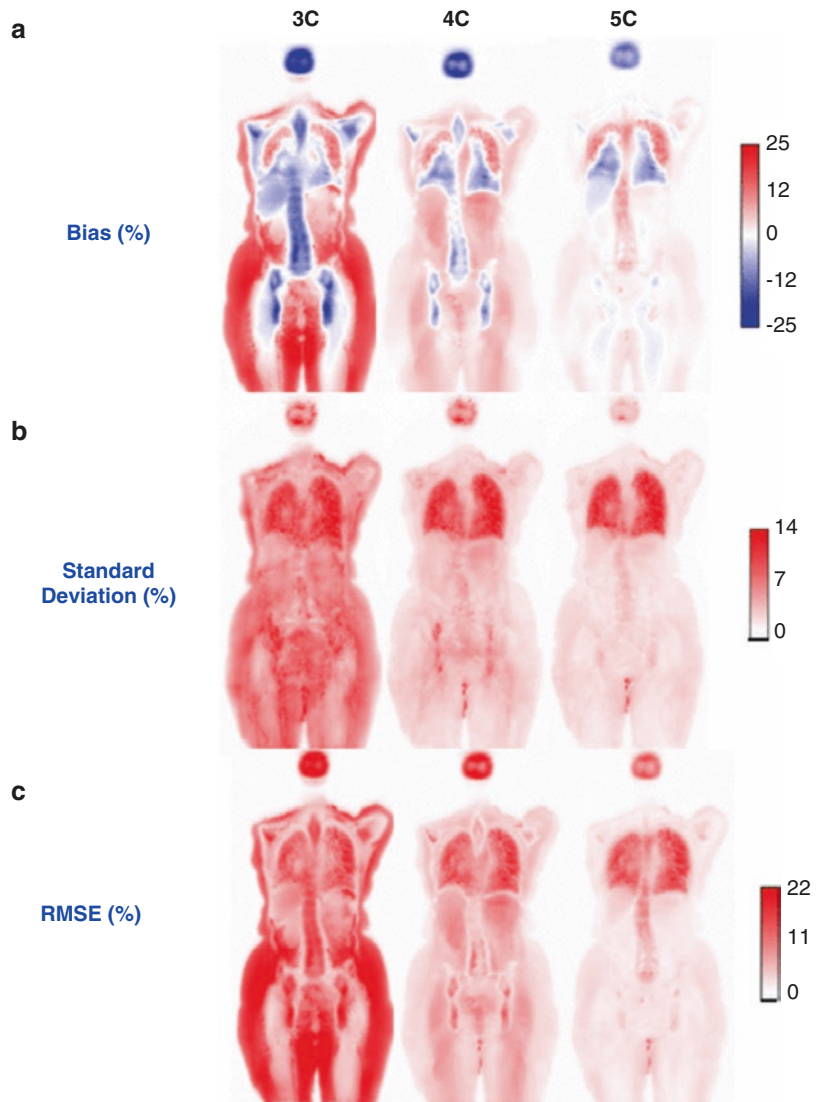 3C 4C 5C
a
Bias (%)
25
12
0
-12
-25
b
Standard
Deviation (%)
14
7
0
c
RMSE (%)
22
11
0